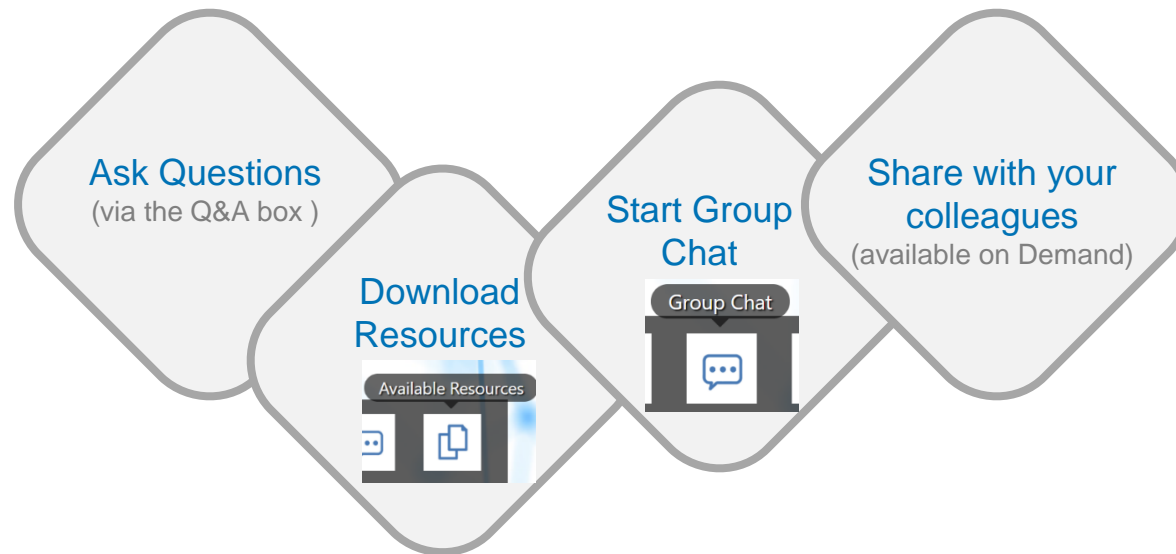 Ask Questions
(via the Q&A box )
Download
Resources
Available Resources
Start Group
Chat
Group Chat
Share with your
colleagues
(available on Demand)